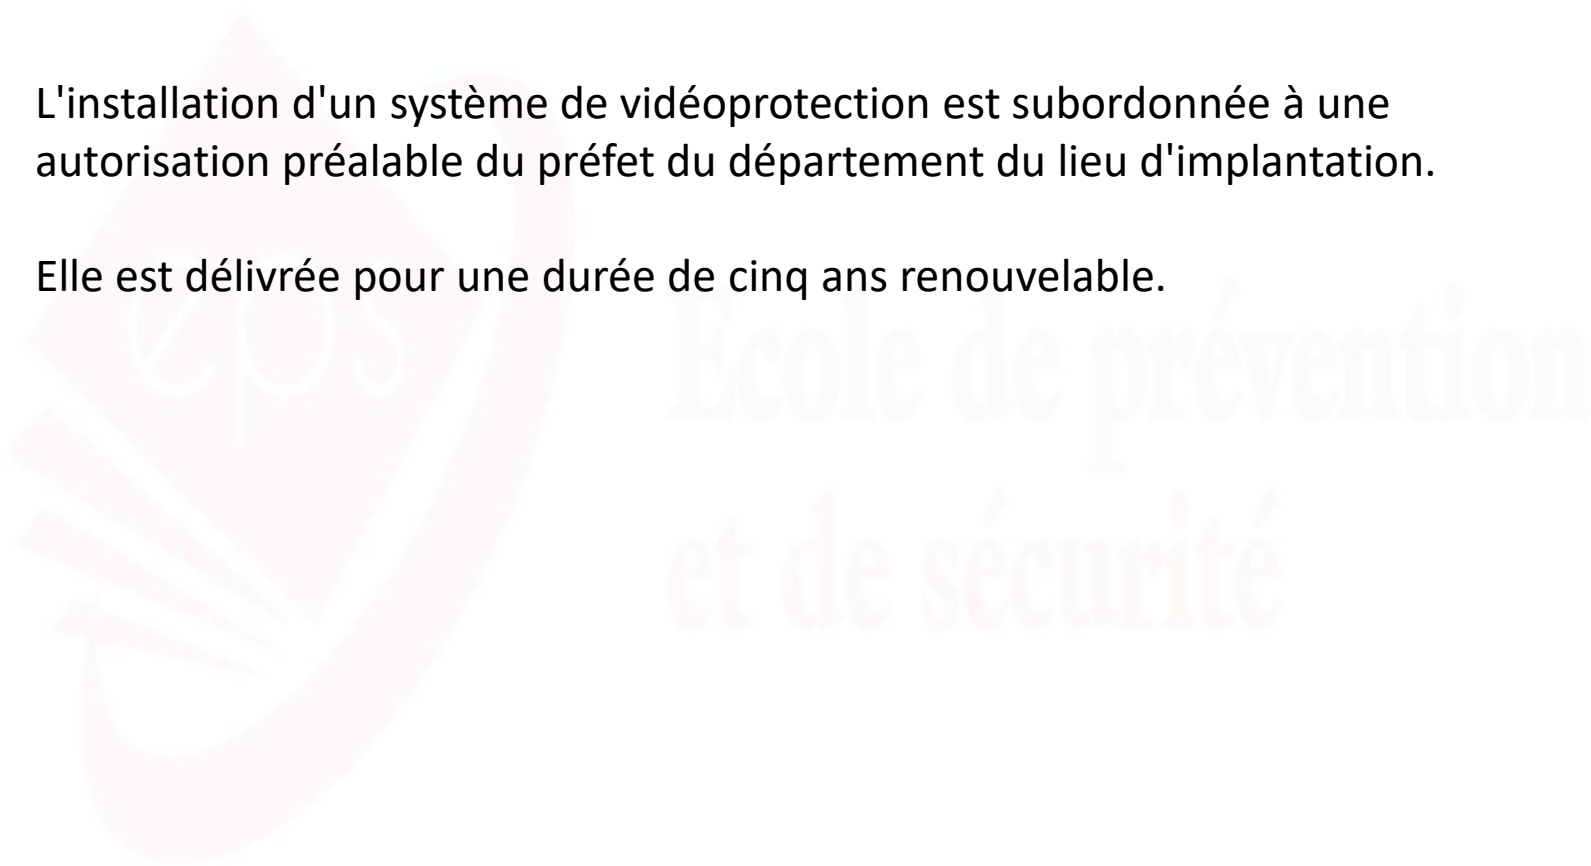 L'installation d'un système de vidéoprotection est subordonnée à une
autorisation préalable du préfet du département du lieu d'implantation.
Elle est délivrée pour une durée de cinq ans renouvelable.
eps
Ecole de prévention
et de sécurité